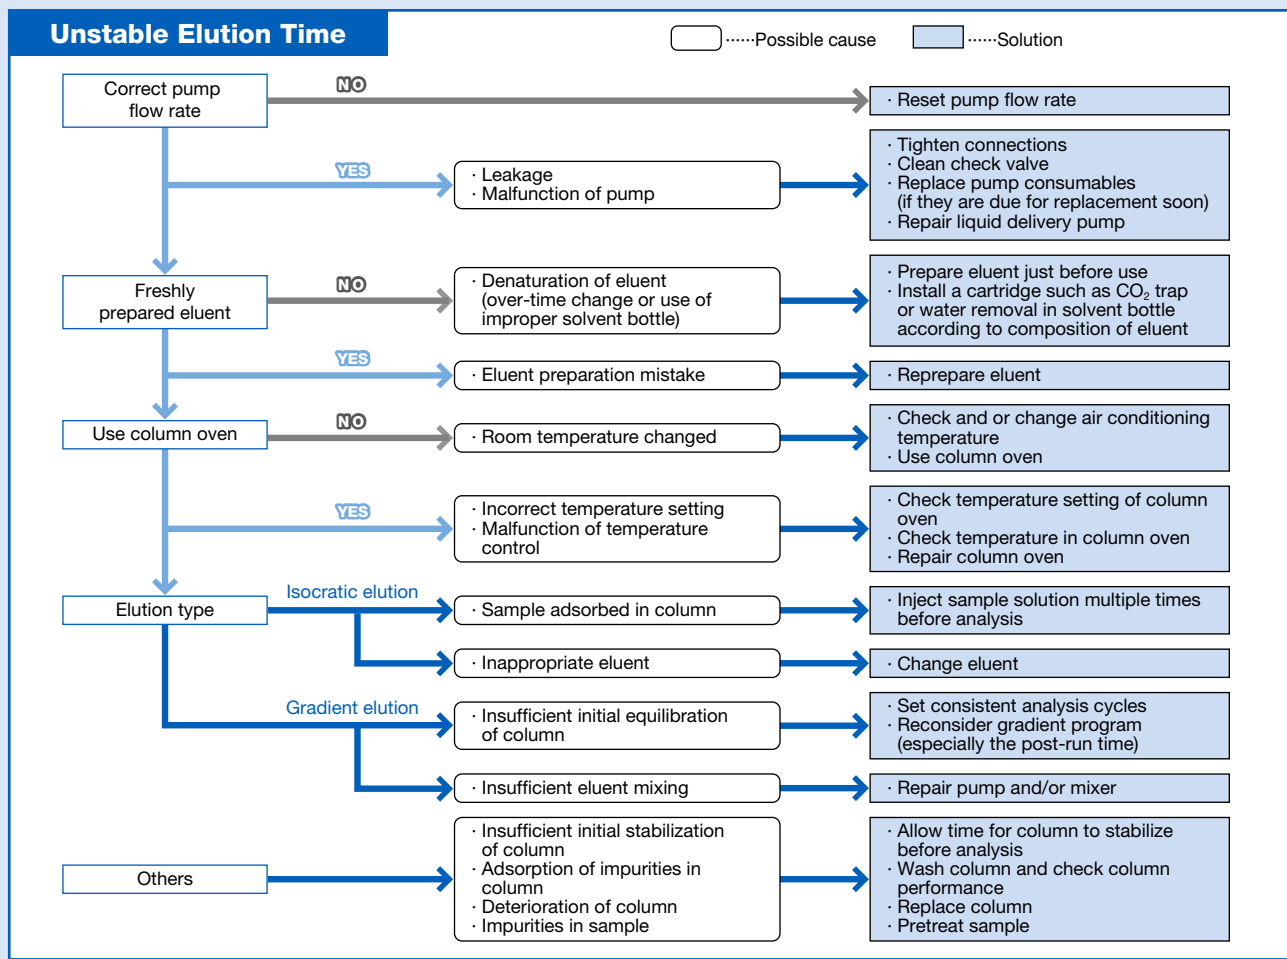 Unstable Elution Time
······Possible cause
······Solution
Correct pump
flow rate
NO
· Reset pump flow rate
YES
· Leakage
· Malfunction of pump
· Tighten connections
· Clean check valve
· Replace pump consumables
(if they are due for replacement soon)
· Repair liquid delivery pump
Freshly
prepared eluent
NO
· Denaturation of eluent
(over-time change or use of
improper solvent bottle)
· Prepare eluent just before use
· Install a cartridge such as CO₂ trap
or water removal in solvent bottle
according to composition of eluent
YES
· Eluent preparation mistake
· Reprepare eluent
Use column oven
NO
· Room temperature changed
· Check and or change air conditioning
temperature
· Use column oven
YES
· Incorrect temperature setting
· Malfunction of temperature
control
· Check temperature setting of column
oven
· Check temperature in column oven
· Repair column oven
Elution type
Isocratic elution
· Sample adsorbed in column
· Inject sample solution multiple times
before analysis
· Inappropriate eluent
· Change eluent
Gradient elution
· Insufficient initial equilibration
of column
· Set consistent analysis cycles
· Reconsider gradient program
(especially the post-run time)
· Insufficient eluent mixing
· Repair pump and/or mixer
Others
· Insufficient initial stabilization
of column
· Adsorption of impurities in
column
· Deterioration of column
· Impurities in sample
· Allow time for column to stabilize
before analysis
· Wash column and check column
performance
· Replace column
· Pretreat sample